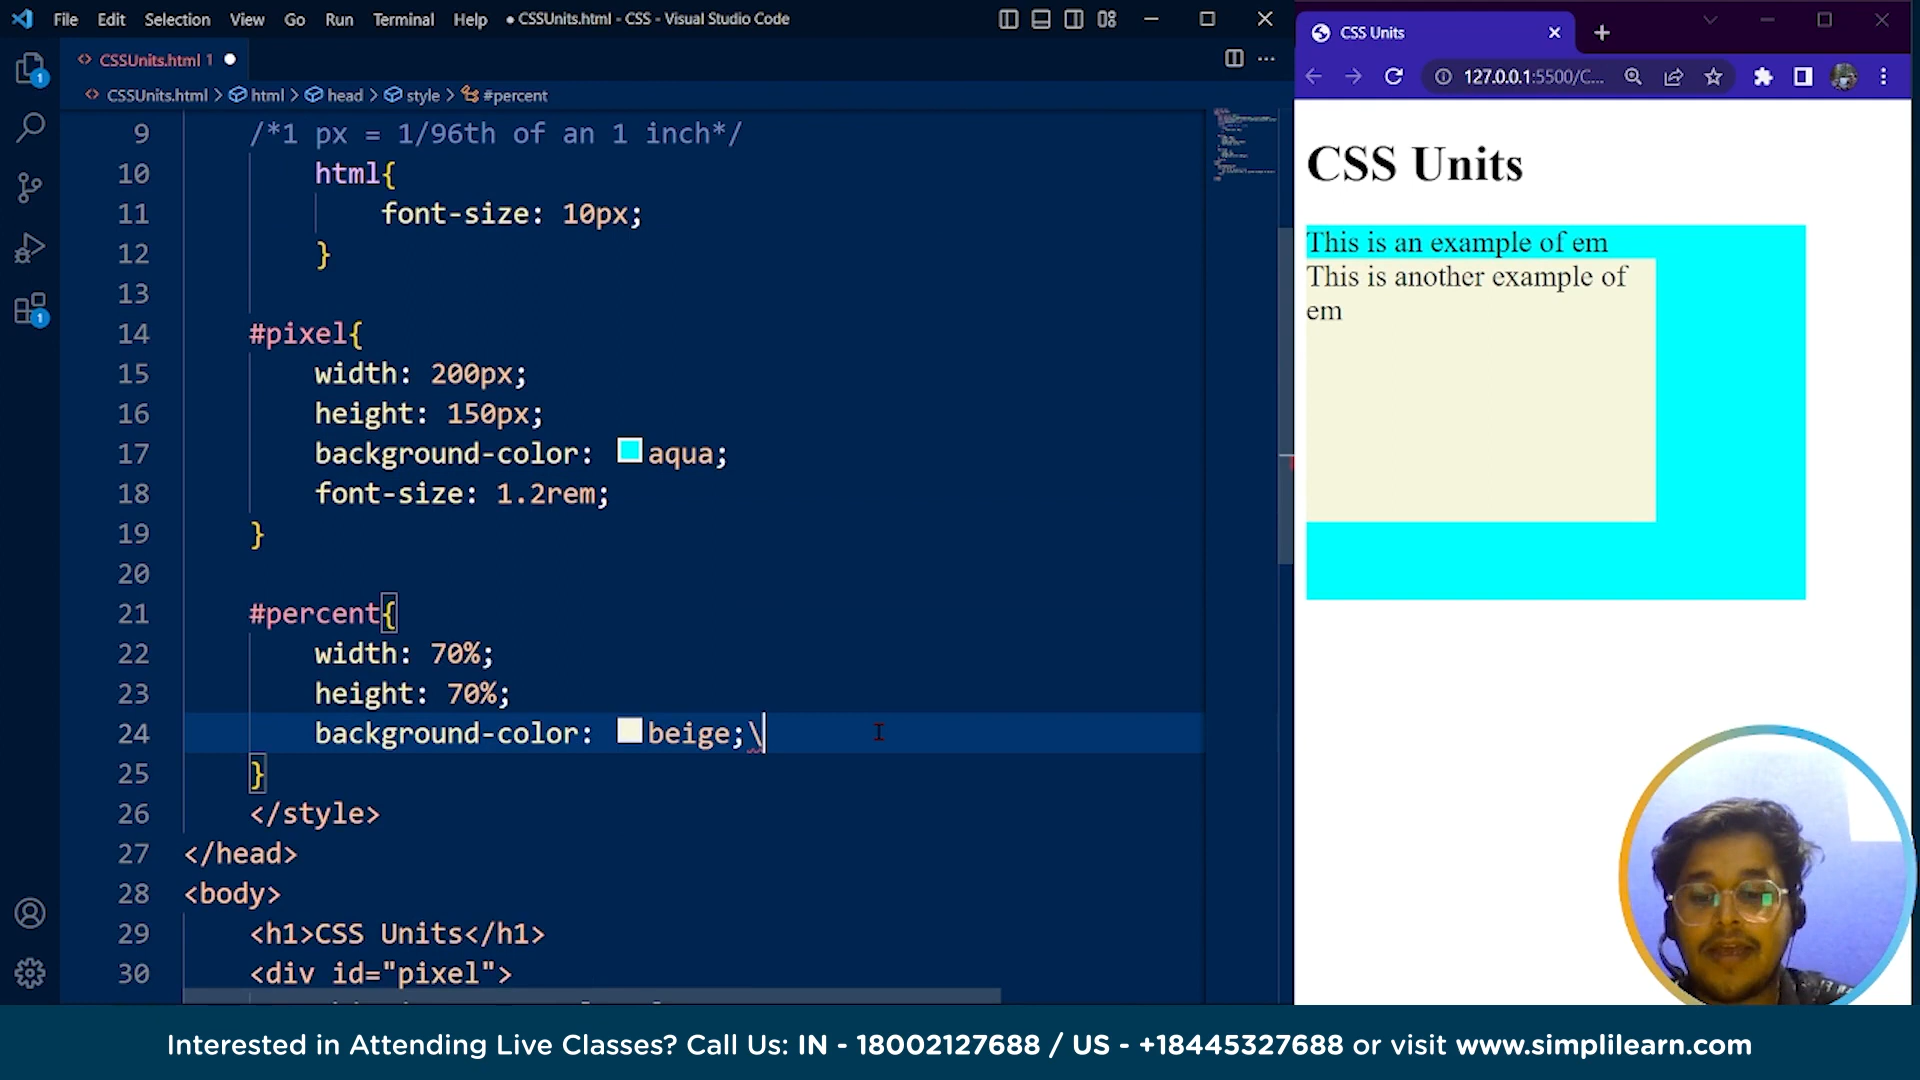 File Edit Selection View Go Run Terminal Help ● CSSUnits.html - CSS - Visual Studio Code
<> CSSUnits.html 1 ●
<> CSSUnits.html > html > head > style > #percent
9 /*1 px = 1/96th of an 1 inch*/
10 html{
11 font-size: 10px;
12 }
13
14 #pixel{
15 width: 200px;
16 height: 150px;
17 background-color: aqua;
18 font-size: 1.2rem;
19 }
20
21 #percent{
22 width: 70%;
23 height: 70%;
24 background-color: beige;\
25 }
26 </style>
27 </head>
28 <body>
29 <h1>CSS Units</h1>
30 <div id="pixel">
1
1
CSS Units
127.0.0.1:5500/C...
CSS Units
This is an example of em
This is another example of
em
Interested in Attending Live Classes? Call Us: IN - 18002127688 / US - +18445327688 or visit www.simplilearn.com